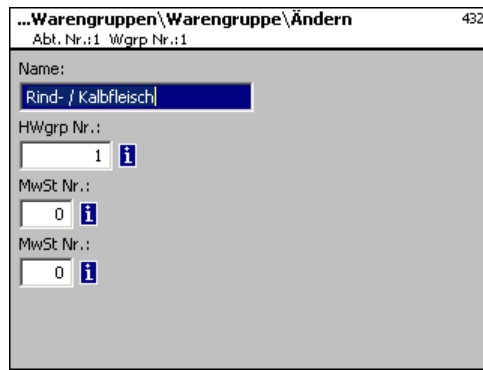 ...Warengruppen\Warengruppe\Ändern 432
Abt. Nr.:1 Wgrp Nr.:1
Name:
Rind- / Kalbfleisch
HWgrp Nr.:
1 i
MwSt Nr.:
0 i
MwSt Nr.:
0 i